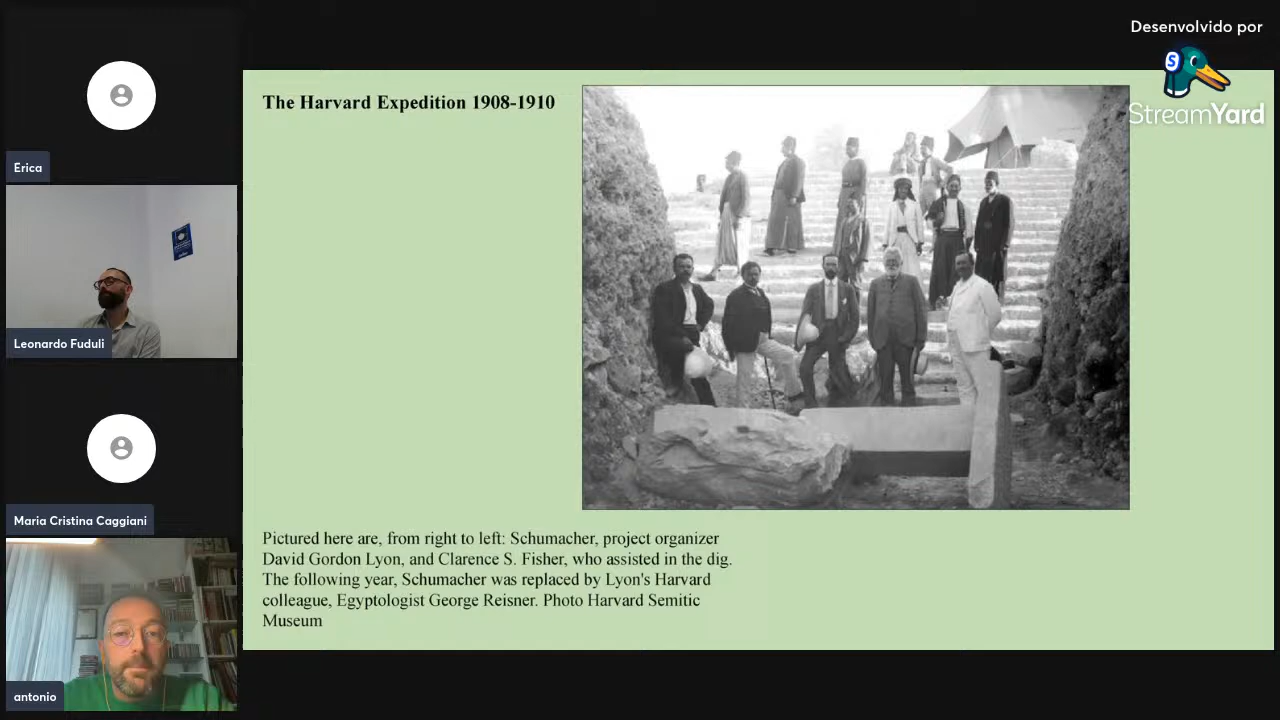 Desenvolvido por
S
StreamYard
The Harvard Expedition 1908-1910
Erica
Leonardo Fuduli
Maria Cristina Caggiani
Pictured here are, from right to left: Schumacher, project organizer
David Gordon Lyon, and Clarence S. Fisher, who assisted in the dig.
The following year, Schumacher was replaced by Lyon's Harvard
colleague, Egyptologist George Reisner. Photo Harvard Semitic
Museum
antonio